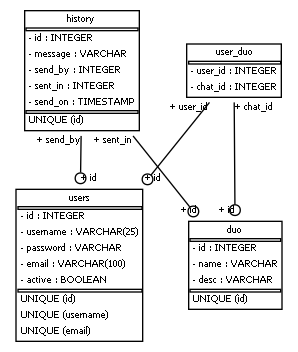 history
- id : INTEGER
- message : VARCHAR
- send_by : INTEGER
- sent_in : INTEGER
- send_on : TIMESTAMP
UNIQUE (id)
user_duo
- user_id : INTEGER
- chat_id : INTEGER
+ user_id
+ chat_id
+ send_by
+ sent_in
+ id
+ id
+ id
+ id
users
- id : INTEGER
- username : VARCHAR(25)
- password : VARCHAR
- email : VARCHAR(100)
- active : BOOLEAN
UNIQUE (id)
UNIQUE (username)
UNIQUE (email)
duo
- id : INTEGER
- name : VARCHAR
- desc : VARCHAR
UNIQUE (id)